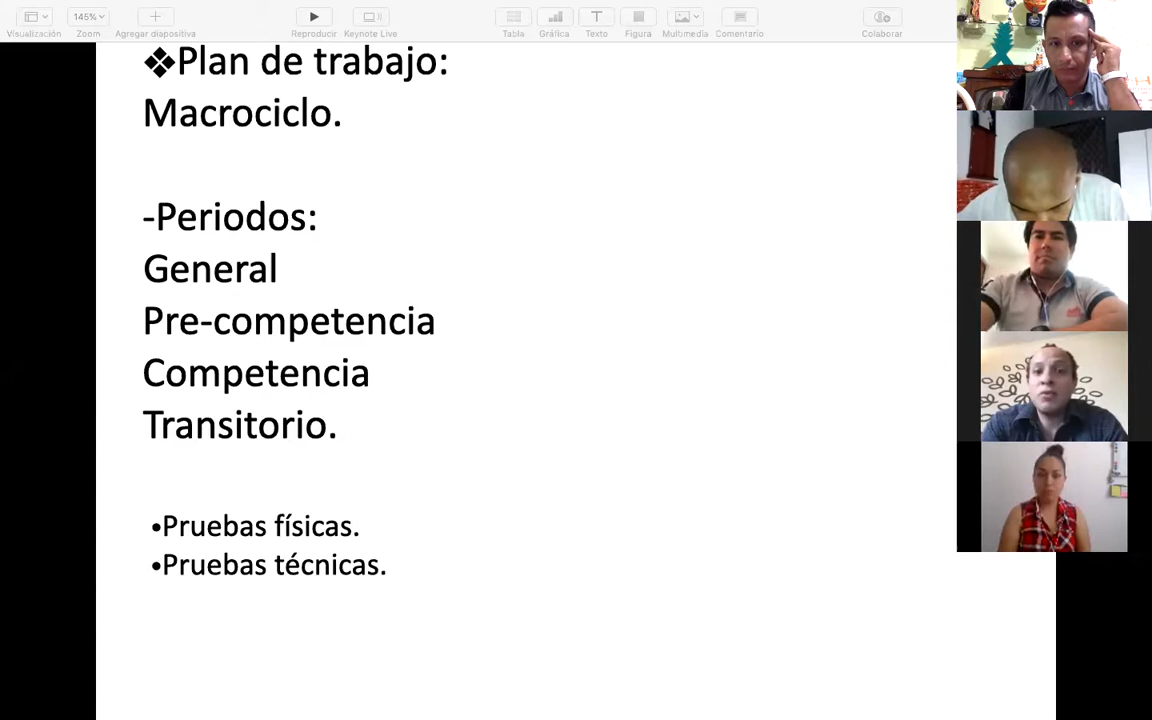 145%
Visualización
Zoom
Agregar diapositiva
Reproducir
Keynote Live
Tabla
Gráfica
Texto
Figura
Multimedia
Comentario
Colaborar
❖Plan de trabajo:
Macrociclo.
-Periodos:
General
Pre-competencia
Competencia
Transitorio.
•Pruebas físicas.
•Pruebas técnicas.